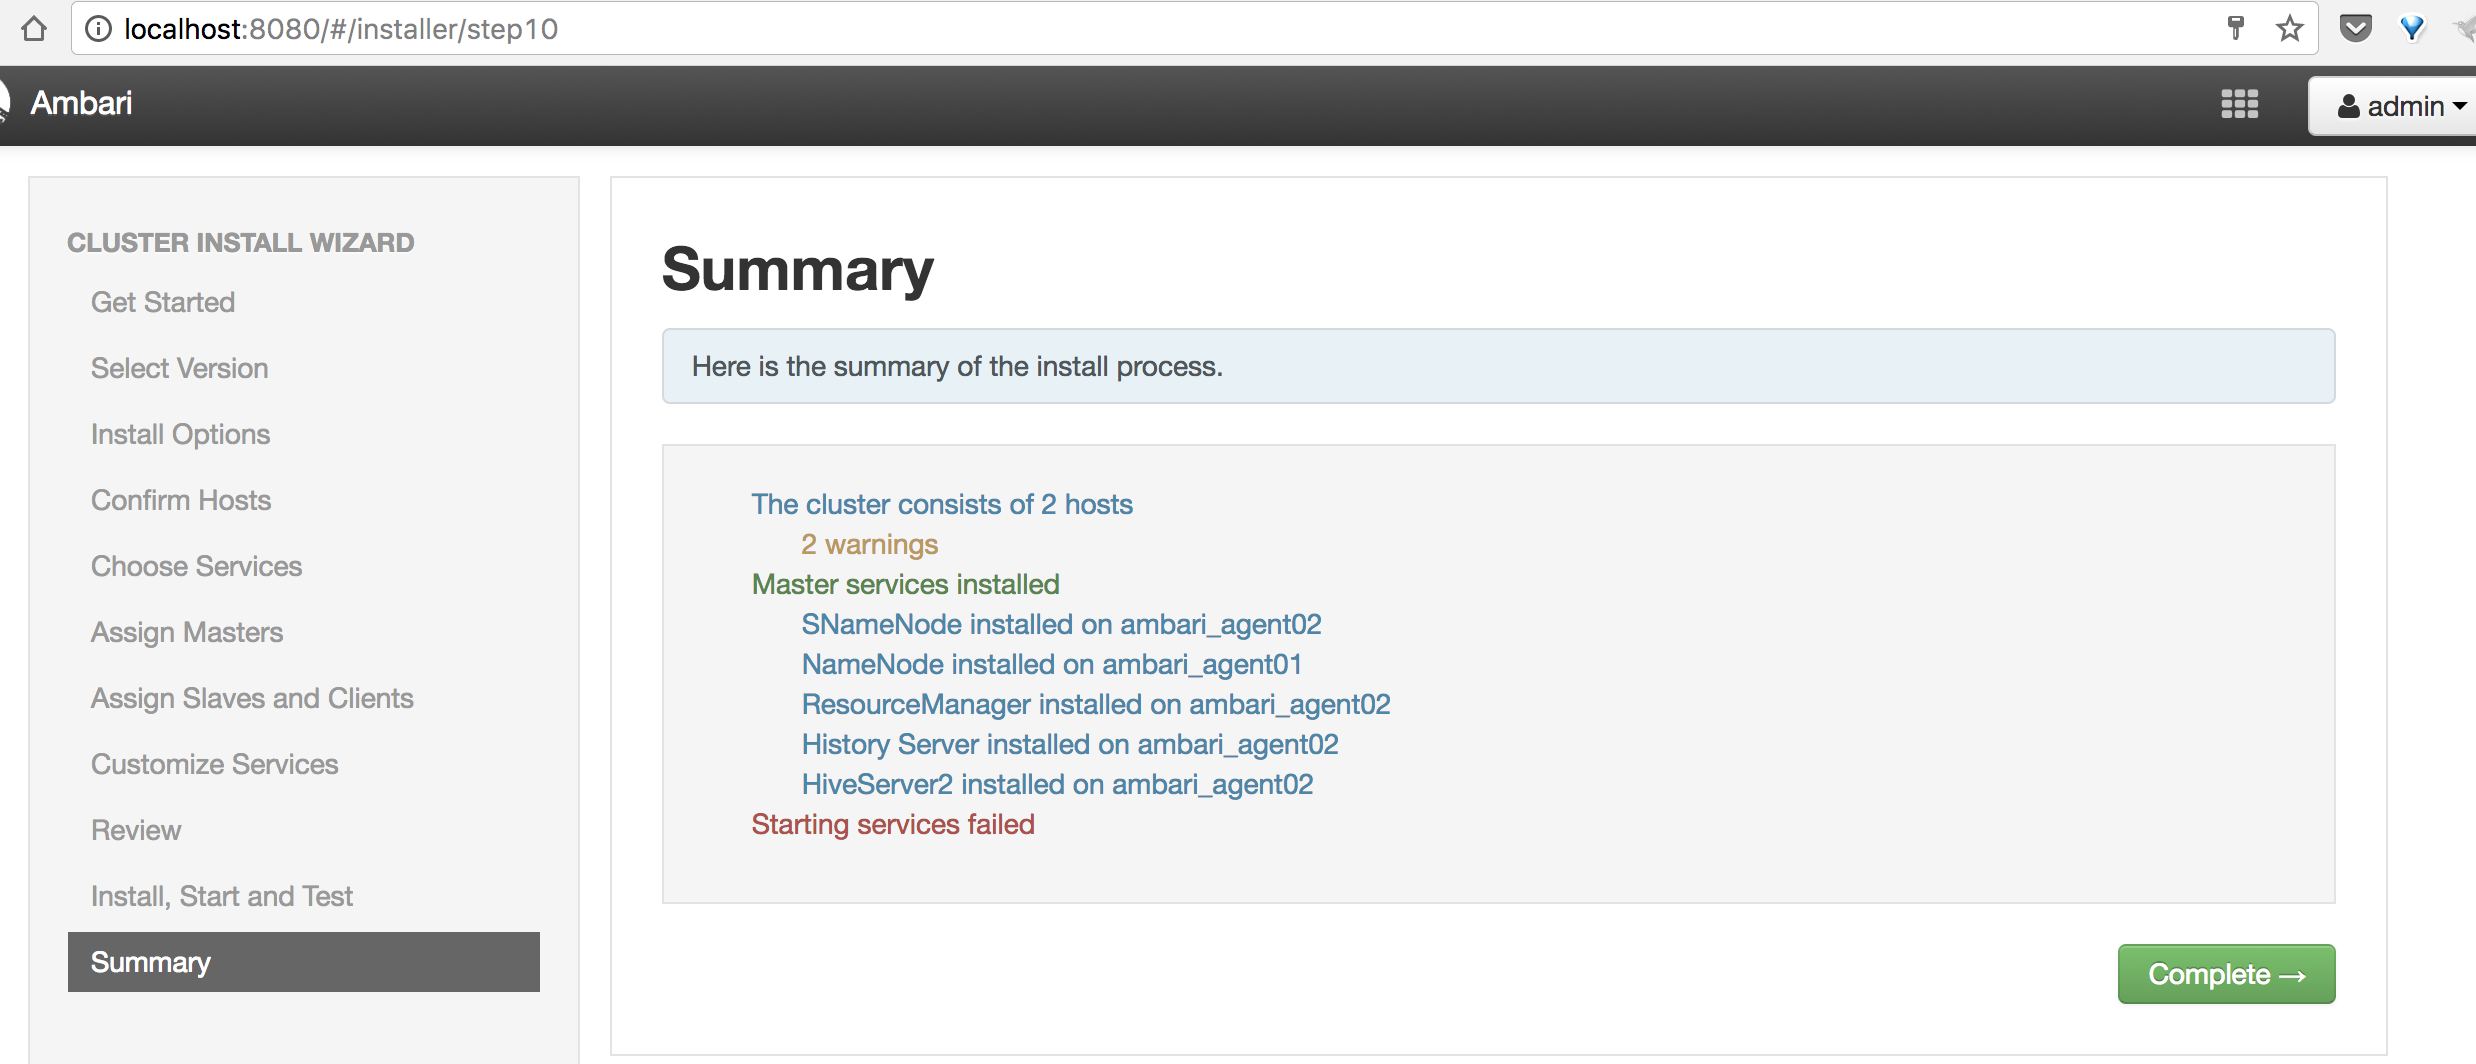 localhost:8080/#/installer/step10
Ambari
admin
CLUSTER INSTALL WIZARD
Get Started
Select Version
Install Options
Confirm Hosts
Choose Services
Assign Masters
Assign Slaves and Clients
Customize Services
Review
Install, Start and Test
Summary
Summary
Here is the summary of the install process.
The cluster consists of 2 hosts
2 warnings
Master services installed
SNameNode installed on ambari_agent02
NameNode installed on ambari_agent01
ResourceManager installed on ambari_agent02
History Server installed on ambari_agent02
HiveServer2 installed on ambari_agent02
Starting services failed
Complete →